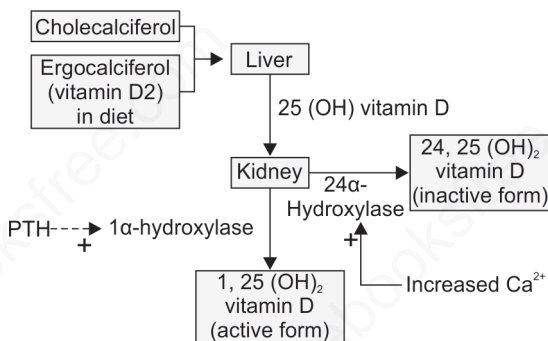 Cholecalciferol
Ergocalciferol
(vitamin D2)
in diet
Liver
25 (OH) vitamin D
Kidney
24α-
Hydroxylase
+
24, 25 (OH)₂
vitamin D
(inactive form)
PTH
+
1α-hydroxylase
1, 25 (OH)₂
vitamin D
(active form)
Increased Ca²⁺